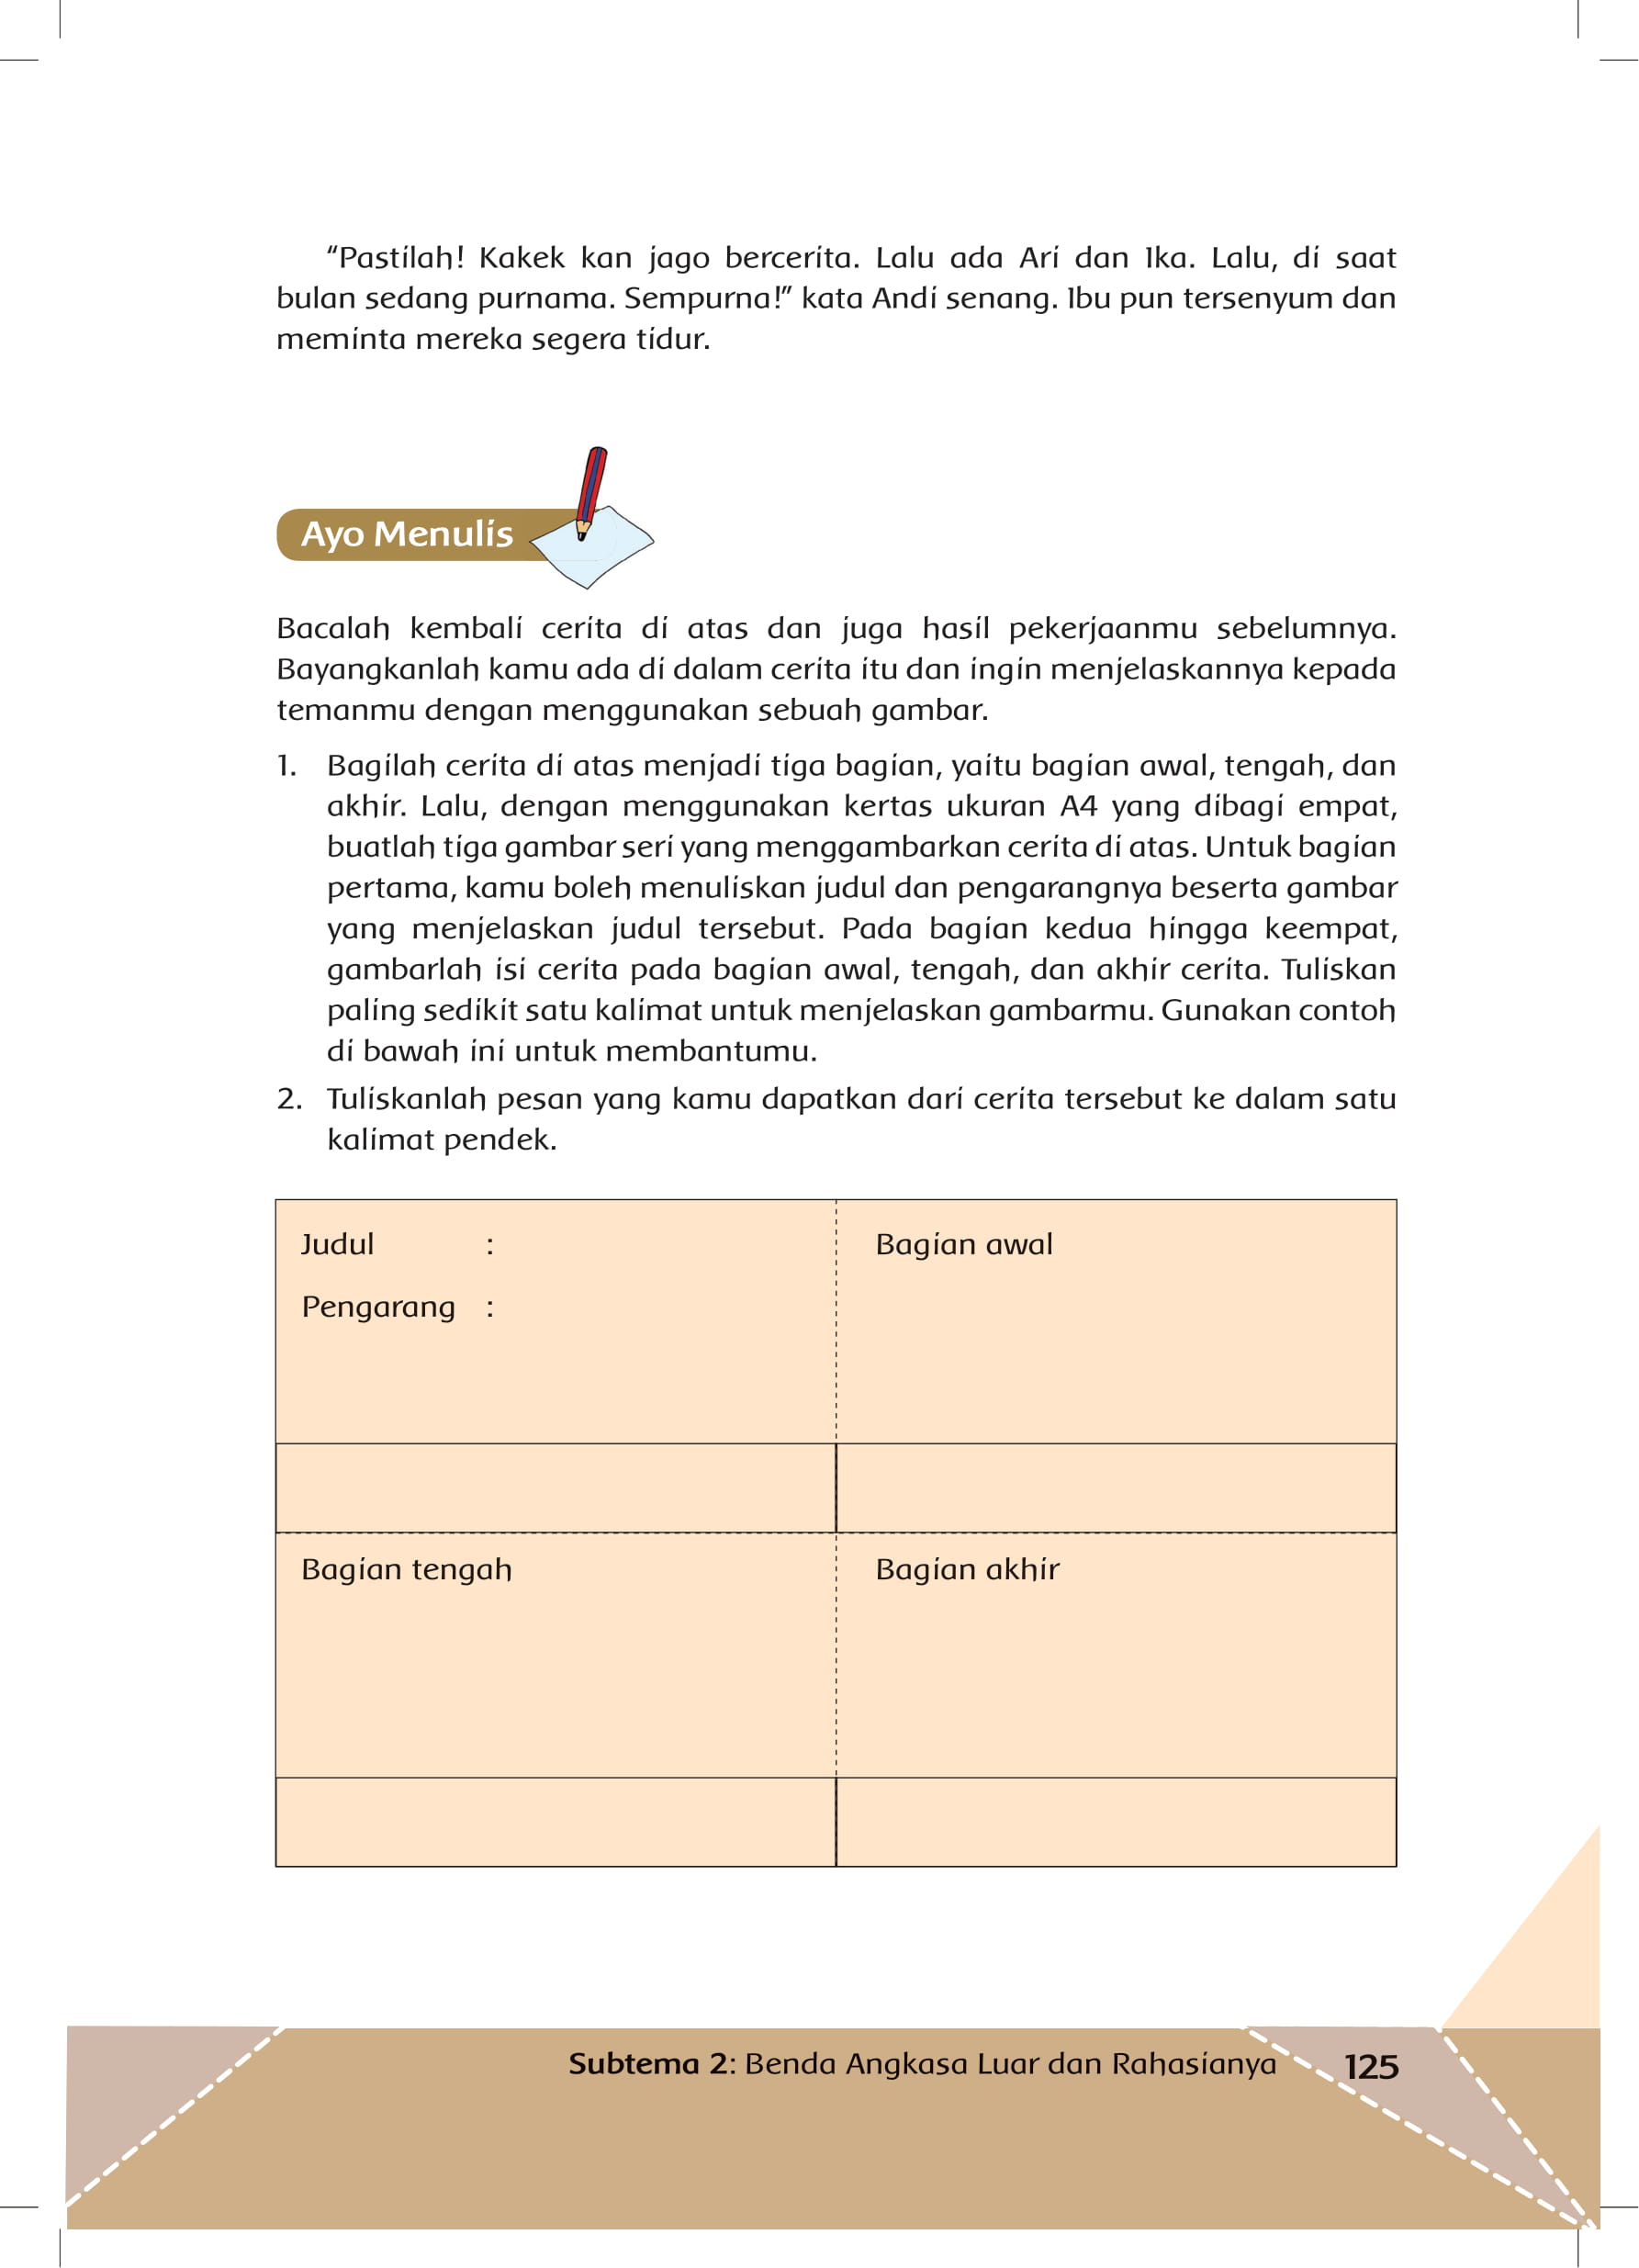 “Pastilah! Kakek kan jago bercerita. Lalu ada Ari dan Ika. Lalu, di saat
bulan sedang purnama. Sempurna!” kata Andi senang. Ibu pun tersenyum dan
meminta mereka segera tidur.
Ayo Menulis
Bacalah kembali cerita di atas dan juga hasil pekerjaanmu sebelumnya.
Bayangkanlah kamu ada di dalam cerita itu dan ingin menjelaskannya kepada
temanmu dengan menggunakan sebuah gambar.
1. Bagilah cerita di atas menjadi tiga bagian, yaitu bagian awal, tengah, dan
akhir. Lalu, dengan menggunakan kertas ukuran A4 yang dibagi empat,
buatlah tiga gambar seri yang menggambarkan cerita di atas. Untuk bagian
pertama, kamu boleh menuliskan judul dan pengarangnya beserta gambar
yang menjelaskan judul tersebut. Pada bagian kedua hingga keempat,
gambarlah isi cerita pada bagian awal, tengah, dan akhir cerita. Tuliskan
paling sedikit satu kalimat untuk menjelaskan gambarmu. Gunakan contoh
di bawah ini untuk membantumu.
2. Tuliskanlah pesan yang kamu dapatkan dari cerita tersebut ke dalam satu
kalimat pendek.
Judul :
Pengarang :
Bagian awal
Bagian tengah
Bagian akhir
Subtema 2: Benda Angkasa Luar dan Rahasianya
125